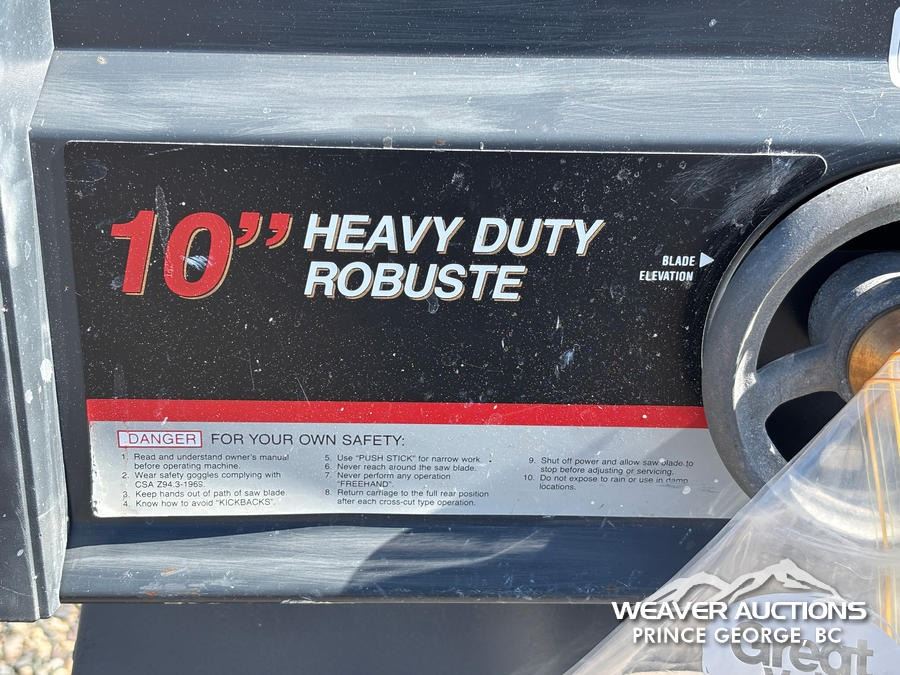 10” HEAVY DUTY
ROBUSTE
BLADE
ELEVATION
DANGER FOR YOUR OWN SAFETY:
1. Read and understand owner's manual
before operating machine.
2. Wear safety goggles complying with
CSA Z94.3-1969.
3. Keep hands out of path of saw blade.
4. Know how to avoid "KICKBACKS".
5. Use "PUSH STICK" for narrow work.
6. Never reach around the saw blade.
7. Never perform any operation
"FREEHAND".
8. Return carriage to the full rear position
after each cross-cut type operation.
9. Shut off power and allow saw blade to
stop before adjusting or servicing.
10. Do not expose to rain or use in damp
locations.
WEAVER AUCTIONS
PRINCE GEORGE, BC
Great